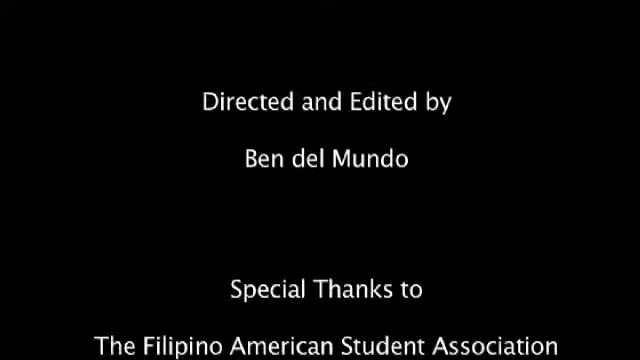 Directed and Edited by
Ben del Mundo
Special Thanks to
The Filipino American Student Association